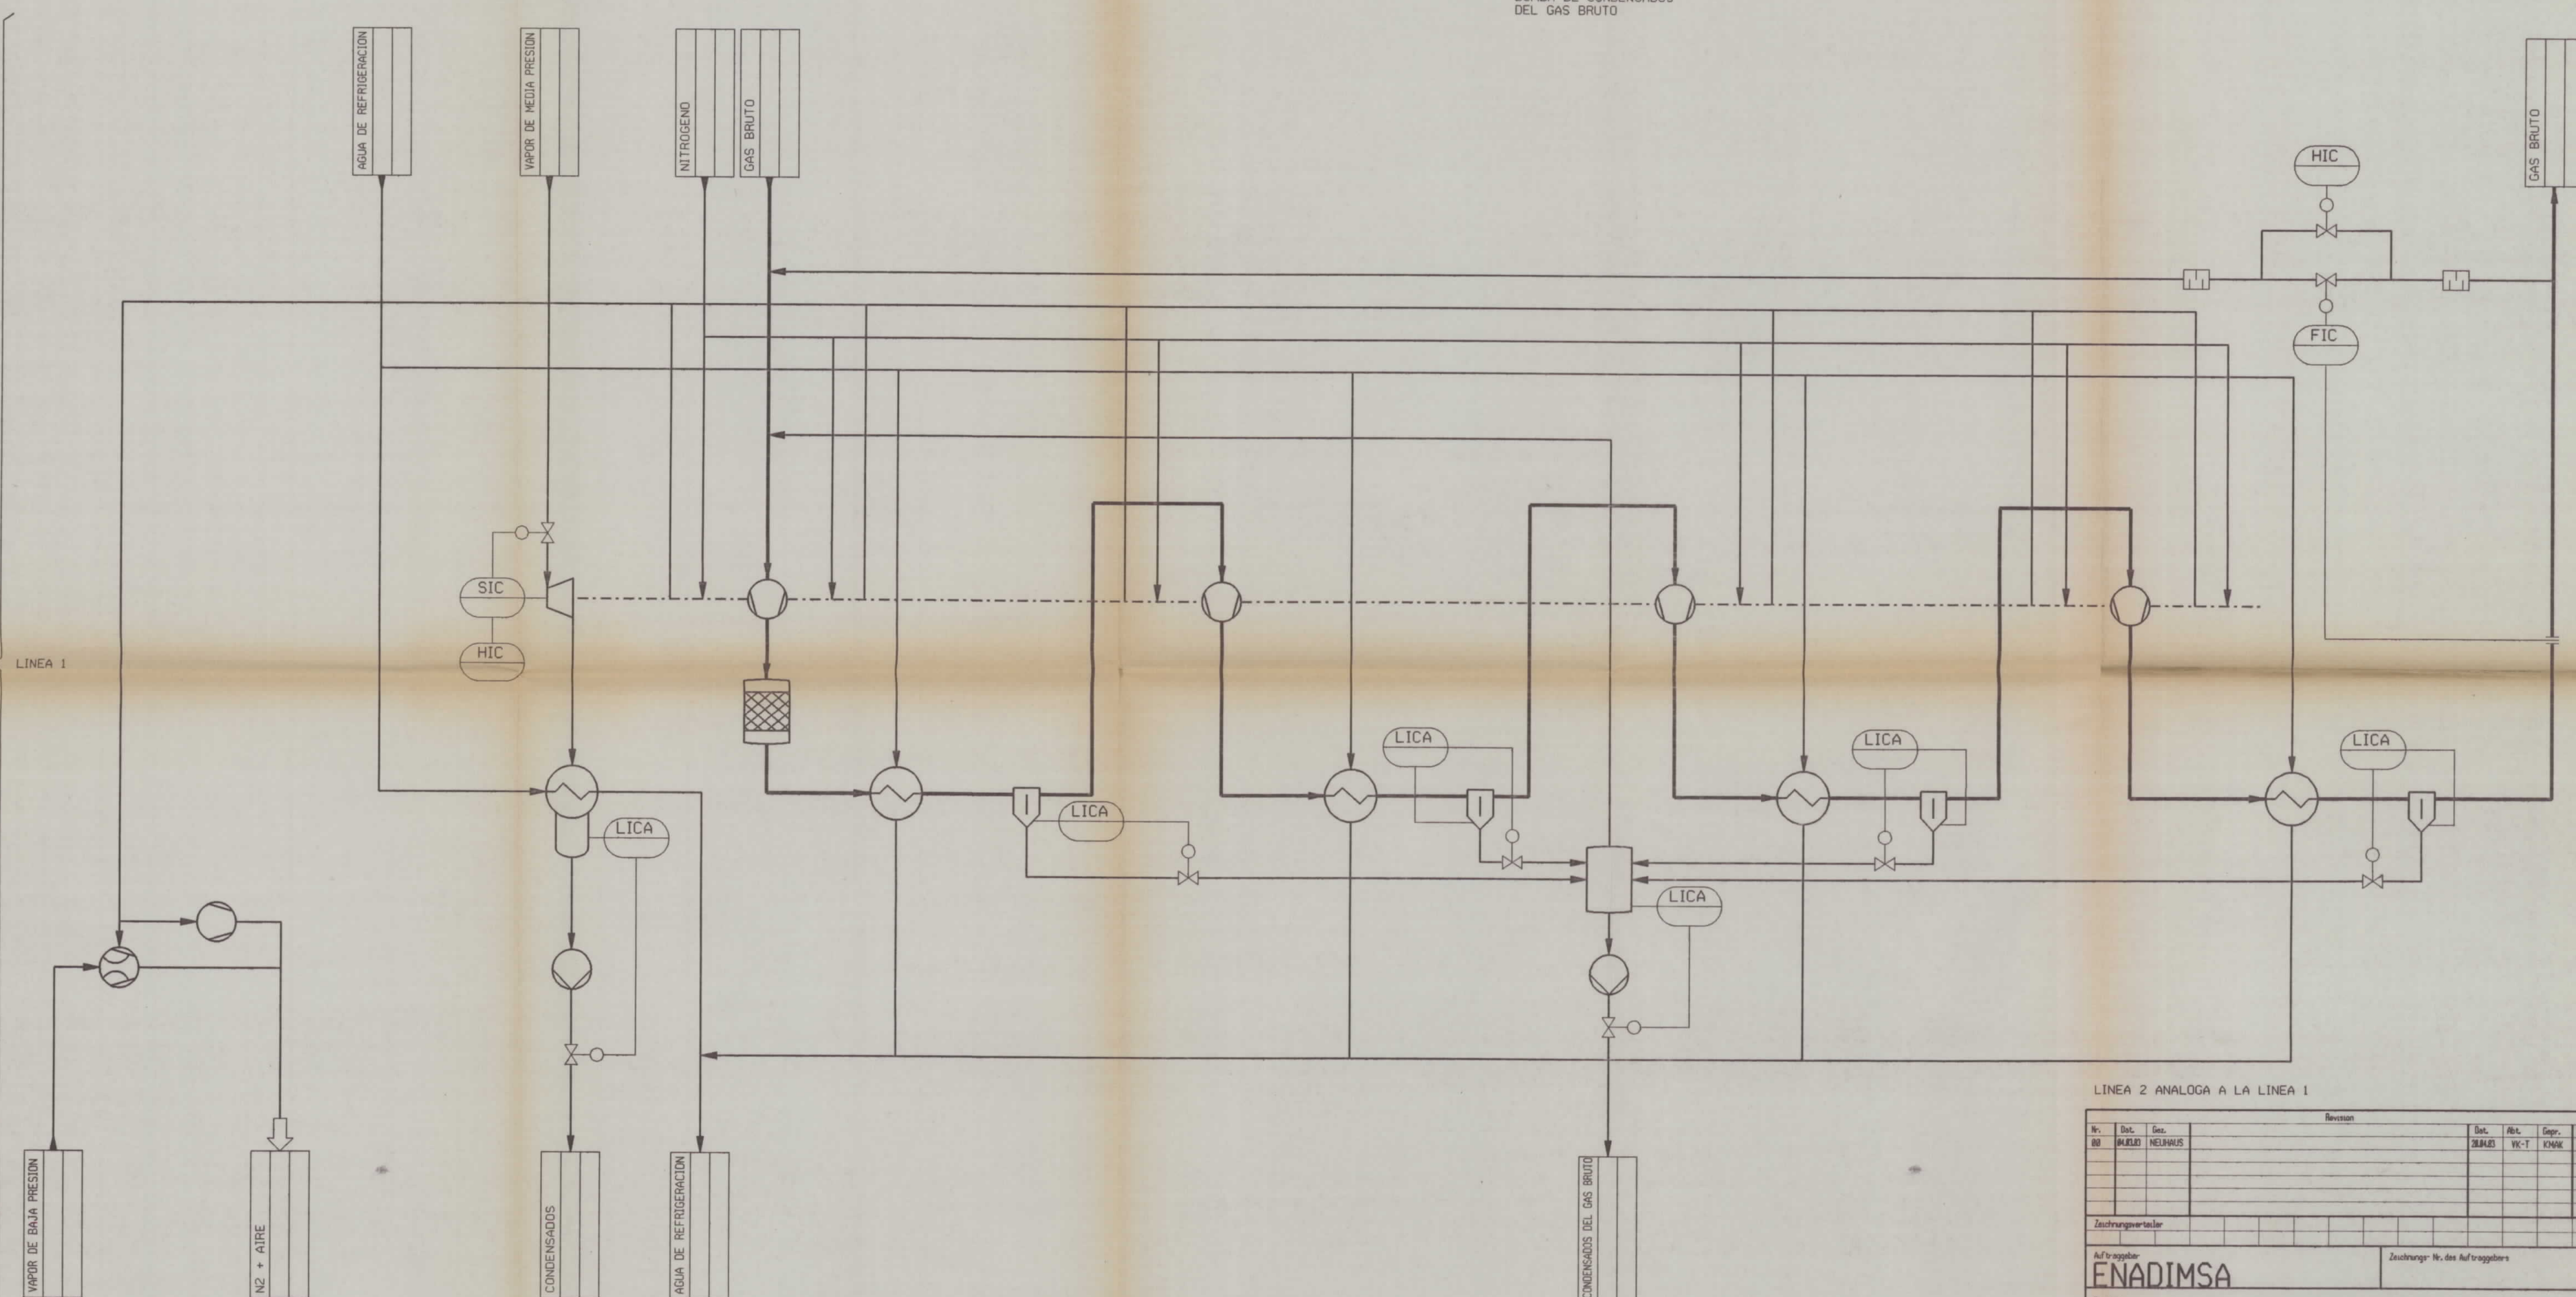 DEL GAS BRUTO
AGUA DE REFRIGERACION
VAPOR DE MEDIA PRESION
NITROGENO
GAS BRUTO
GAS BRUTO
HIC
FIC
SIC
HIC
LINEA 1
LICA
LICA
LICA
LICA
LICA
LICA
VAPOR DE BAJA PRESION
N2 + AIRE
CONDENSADOS
AGUA DE REFRIGERACION
CONDENSADOS DEL GAS BRUTO
LINEA 2 ANALOGA A LA LINEA 1
Revision
Nr. Dat. Gez. Dat. Abt. Gepr.
00 NEUHAUS VK-T
Zeichnungsverteiler
Auftraggeber Zeichnungs- Nr. des Auftraggebers
ENADIMSA